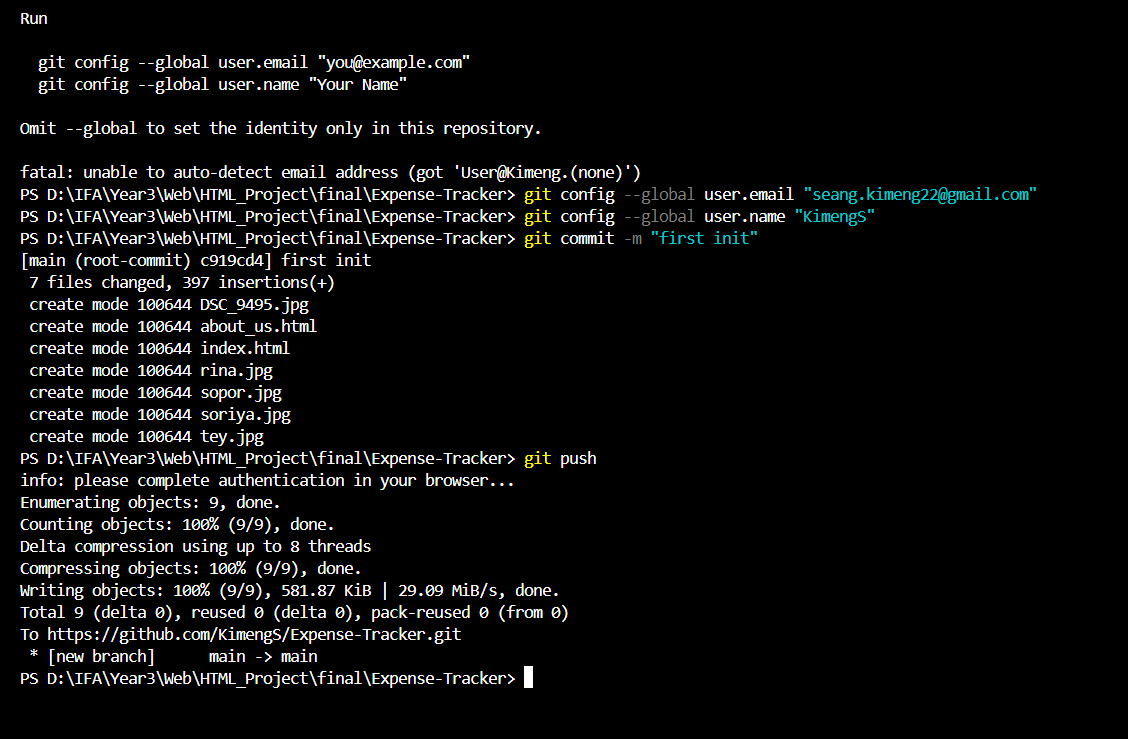 Run
git config --global user.email "you@example.com"
git config --global user.name "Your Name"
Omit --global to set the identity only in this repository.
fatal: unable to auto-detect email address (got 'User@Kimeng.(none)')
PS D:\IFA\Year3\Web\HTML_Project\final\Expense-Tracker> git config --global user.email "seang.kimeng22@gmail.com"
PS D:\IFA\Year3\Web\HTML_Project\final\Expense-Tracker> git config --global user.name "KimengS"
PS D:\IFA\Year3\Web\HTML_Project\final\Expense-Tracker> git commit -m "first init"
[main (root-commit) c919cd4] first init
7 files changed, 397 insertions(+)
create mode 100644 DSC_9495.jpg
create mode 100644 about_us.html
create mode 100644 index.html
create mode 100644 rina.jpg
create mode 100644 sopor.jpg
create mode 100644 soriya.jpg
create mode 100644 tey.jpg
PS D:\IFA\Year3\Web\HTML_Project\final\Expense-Tracker> git push
info: please complete authentication in your browser...
Enumerating objects: 9, done.
Counting objects: 100% (9/9), done.
Delta compression using up to 8 threads
Compressing objects: 100% (9/9), done.
Writing objects: 100% (9/9), 581.87 KiB | 29.09 MiB/s, done.
Total 9 (delta 0), reused 0 (delta 0), pack-reused 0 (from 0)
To https://github.com/KimengS/Expense-Tracker.git
* [new branch]      main -> main
PS D:\IFA\Year3\Web\HTML_Project\final\Expense-Tracker>